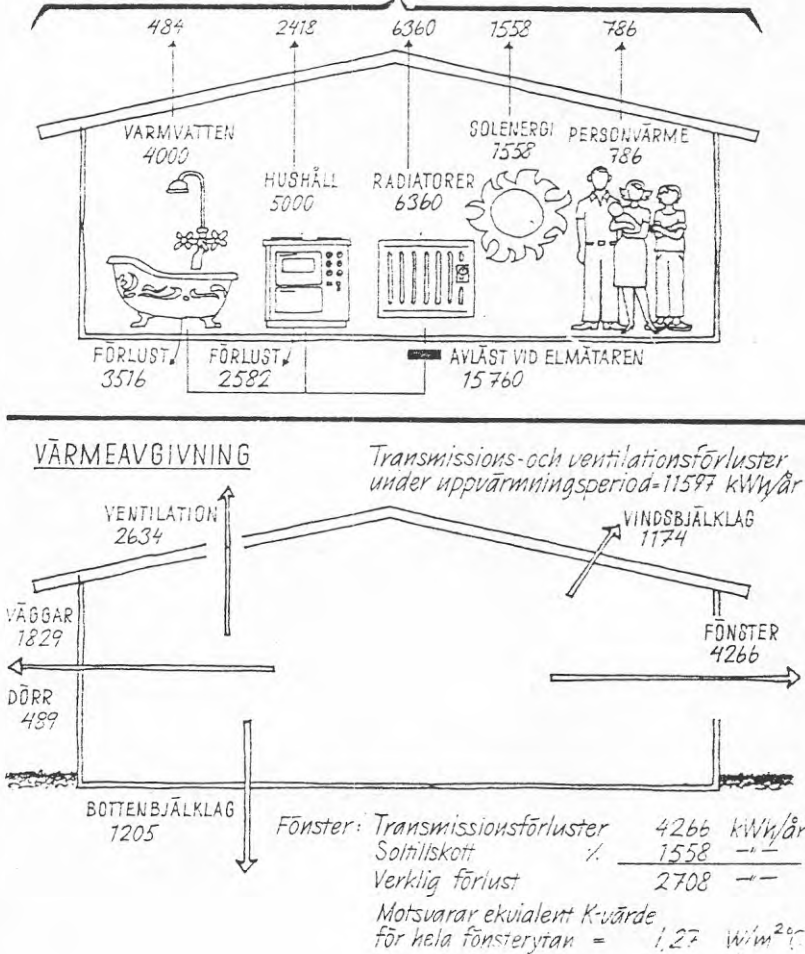 484 2418 6360 1558 786
VARMVATTEN
4000
HUSHÅLL
5000
RADIATORER
6360
SOLENERGI
1558
PERSONVÄRME
786
FÖRLUST
3516
FÖRLUST
2582
AVLÄST VID ELMÄTAREN
15760
VÄRMEAVGIVNING
Transmissions-och ventilationsförluster
under uppvärmningsperiod=11597 kWh/år
VENTILATION
2634
VINDSBJÄLKLAG
1174
VÄGGAR
1829
FÖNSTER
4266
DÖRR
489
BOTTENBJÄLKLAG
1205
Fönster: Transmissionsförluster 4266 kWh/år
Soltillskott ./. 1558 —"—
Verklig förlust 2708 —"—
Motsvarar ekvialent K-värde
för hela fönsterytan = 1,27 W/m²°C